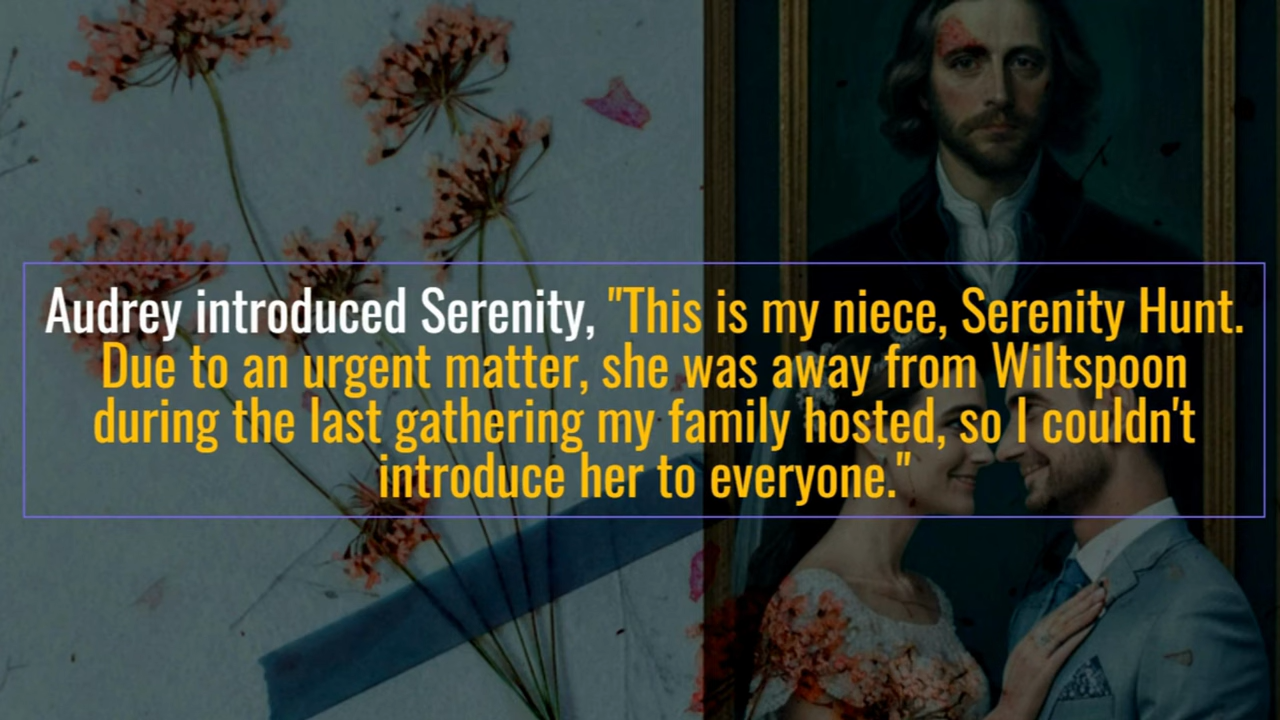 Audrey introduced Serenity, "This is my niece, Serenity Hunt.
Due to an urgent matter, she was away from Wiltspoon
during the last gathering my family hosted, so I couldn't
introduce her to everyone."